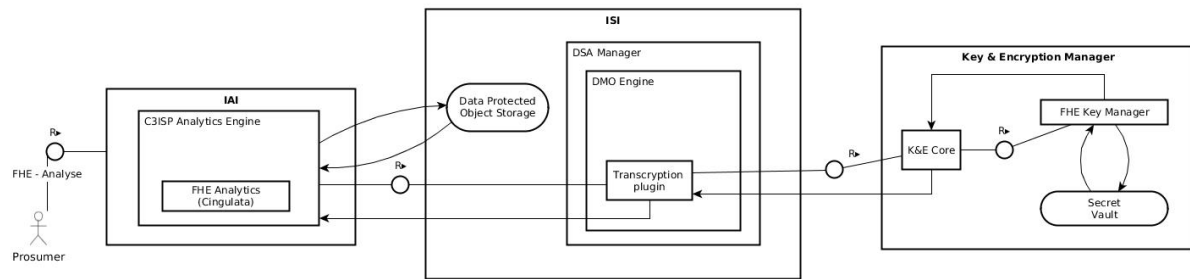 ISI
DSA Manager
DMO Engine
Key & Encryption Manager
IAI
C3ISP Analytics Engine
Data Protected
Object Storage
FHE Key Manager
R▸
FHE - Analyse
R▸
R▸
K&E Core
R▸
Transcryption
plugin
FHE Analytics
(Cingulata)
Secret
Vault
Prosumer